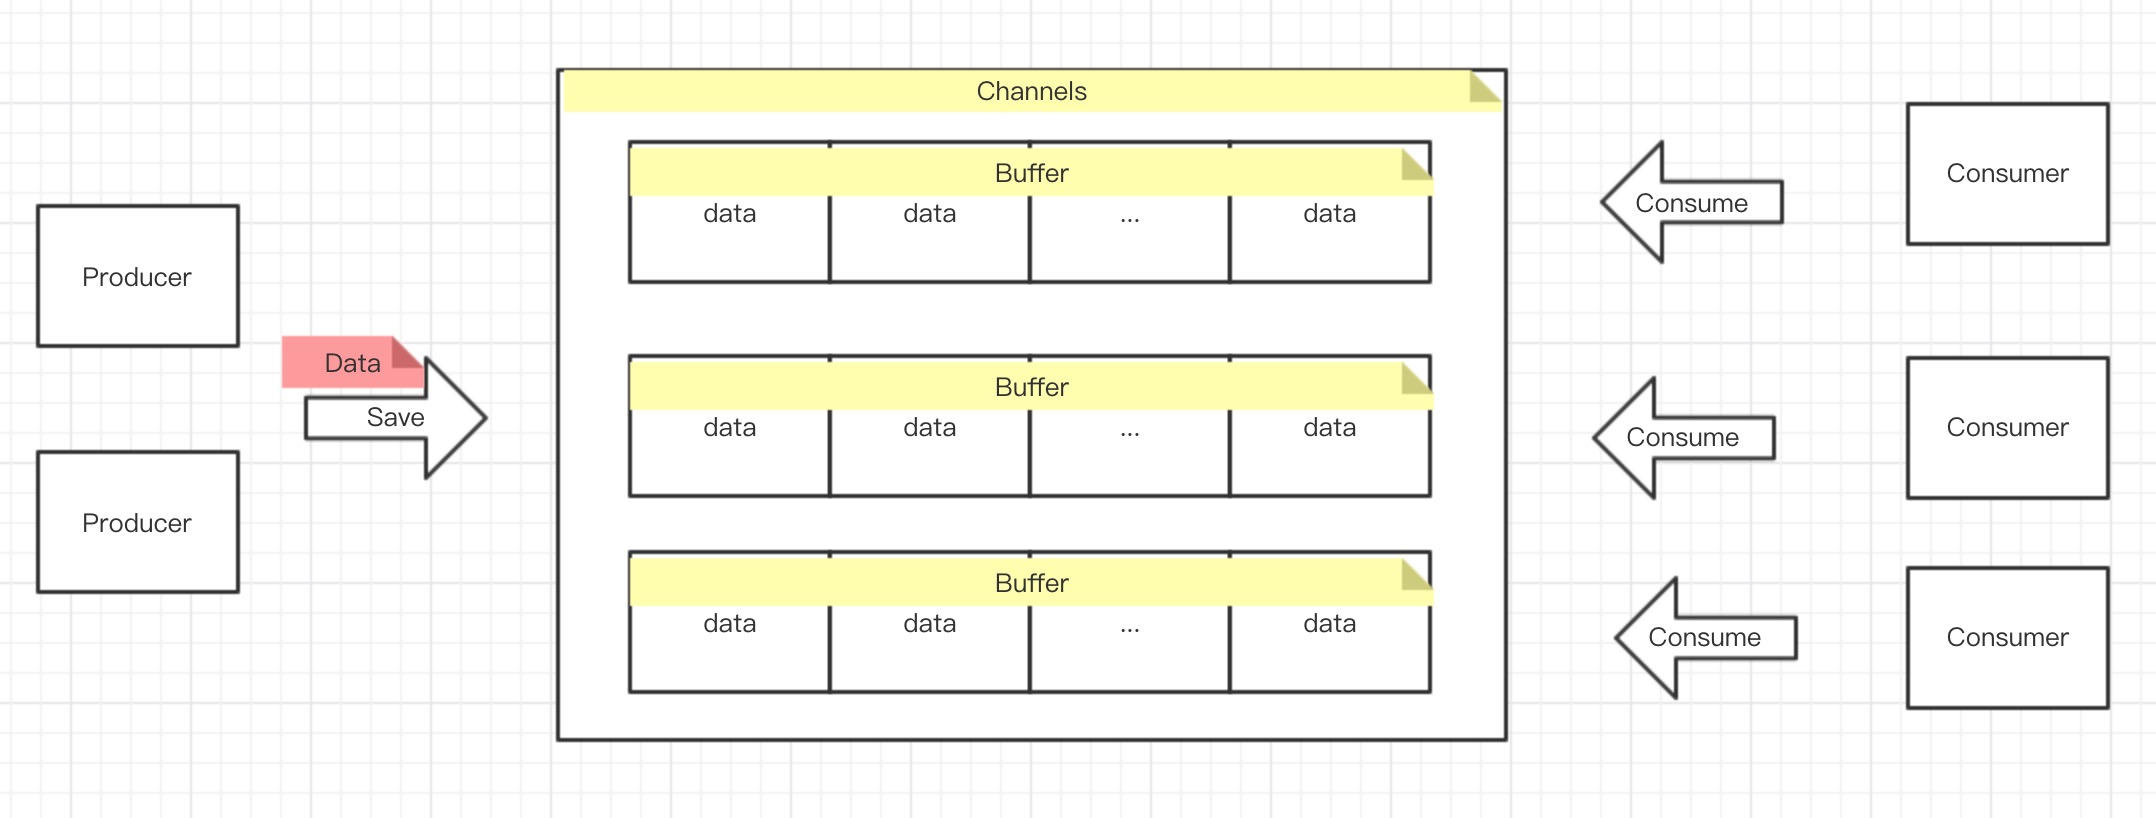 Producer
Data
Save
Producer
Channels
Buffer
data
data
...
data
Buffer
data
data
...
data
Buffer
data
data
...
data
Consume
Consumer
Consume
Consumer
Consume
Consumer